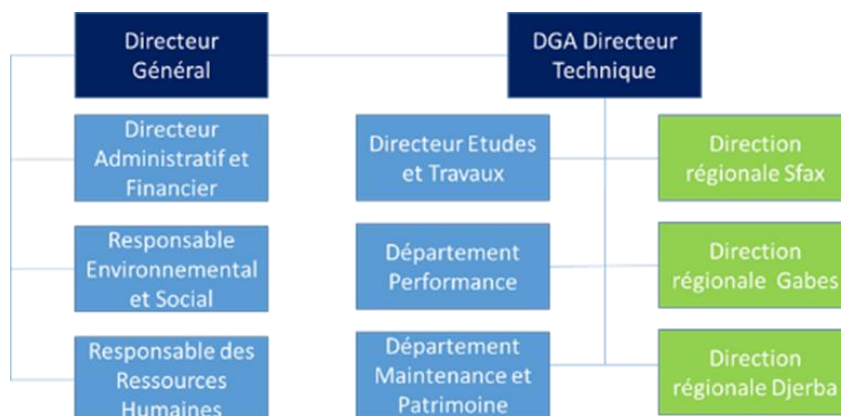 Directeur
Général
DGA Directeur
Technique
Directeur
Administratif et
Financier
Directeur Etudes
et Travaux
Direction
régionale Sfax
Responsable
Environnemental
et Social
Département
Performance
Direction
régionale Gabes
Responsable des
Ressources
Humaines
Département
Maintenance et
Patrimoine
Direction
régionale Djerba